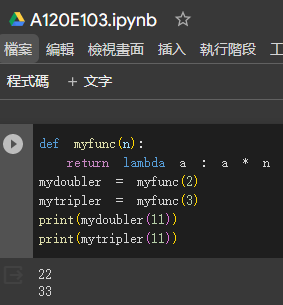 A120E103.ipynb
檔案 編輯 檢視畫面 插入 執行階段
程式碼 + 文字
def myfunc(n):
    return lambda a : a * n
mydoubler = myfunc(2)
mytripler = myfunc(3)
print(mydoubler(11))
print(mytripler(11))
22
33